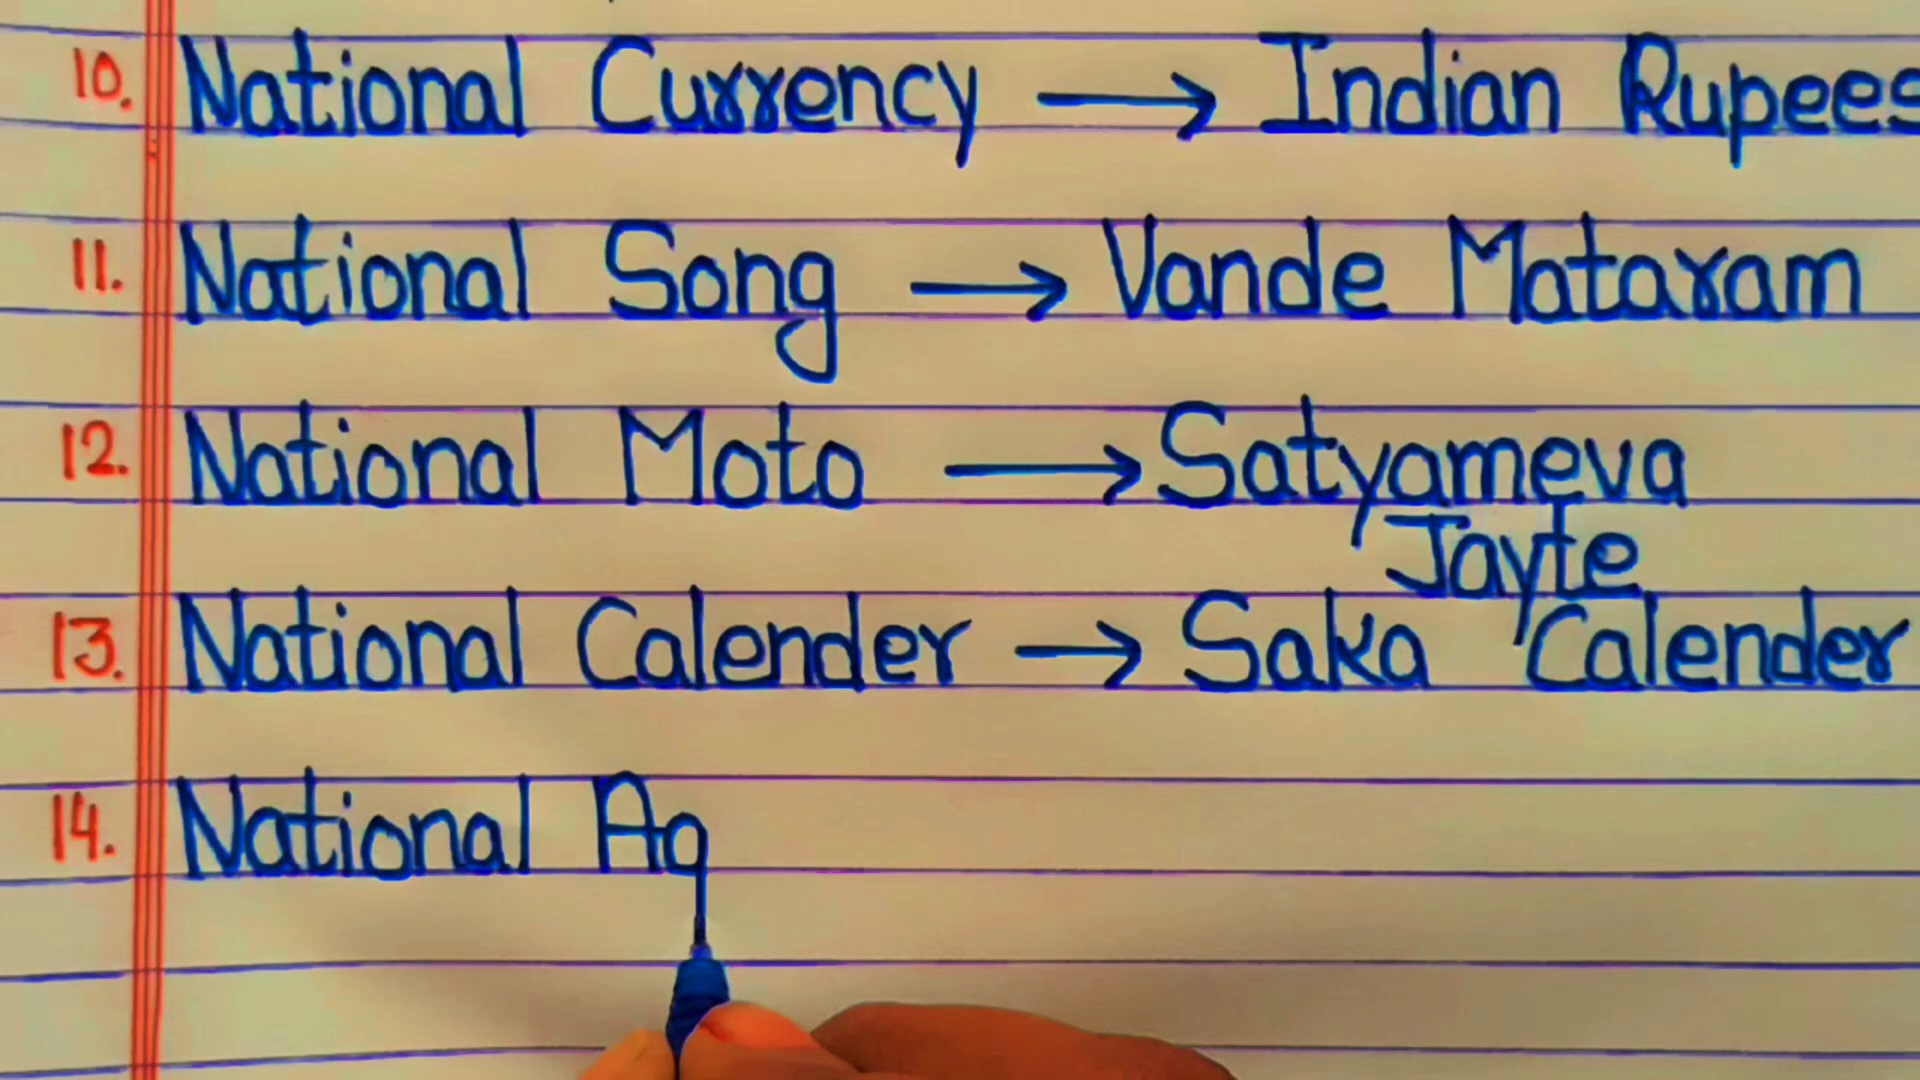 10. National Currency → Indian Rupees
11. National Song → Vande Mataram
12. National Moto → Satyameva
Jayte
13. National Calender → Saka Calender
14. National Aq